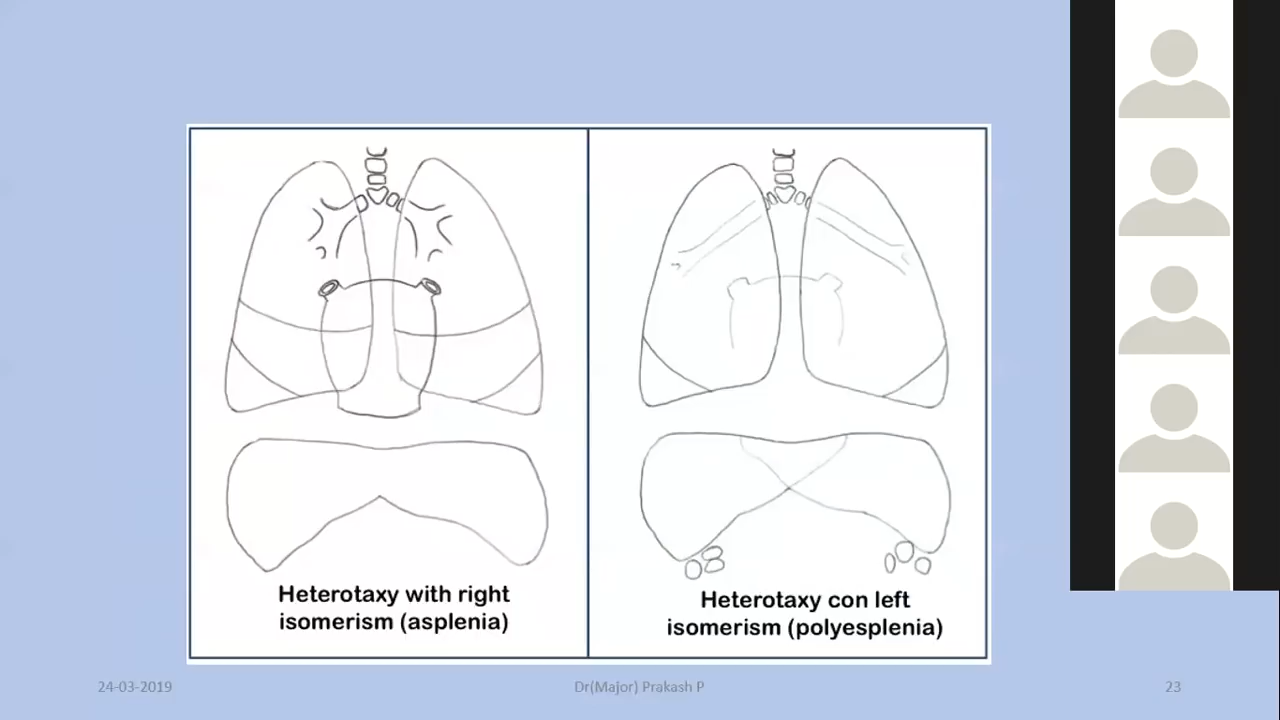 Heterotaxy with right
isomerism (asplenia)
Heterotaxy con left
isomerism (polyesplenia)
24-03-2019
Dr(Major) Prakash P
23